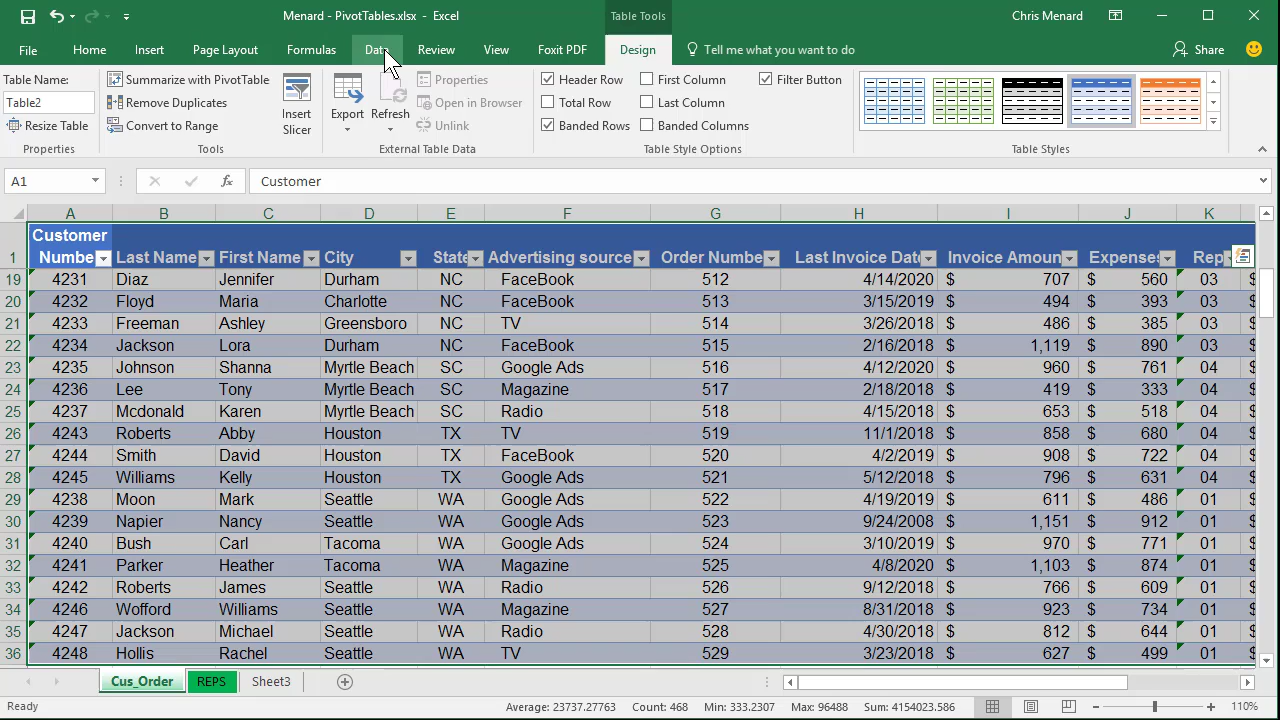 Menard - PivotTables.xlsx - Excel
Table Tools
Chris Menard
File Home Insert Page Layout Formulas Data Review View Foxit PDF Design Tell me what you want to do Share
Table Name:
Table2
Resize Table
Properties
Summarize with PivotTable
Remove Duplicates
Convert to Range
Insert
Slicer
Tools
Export
Refresh
Properties
Open in Browser
Unlink
External Table Data
Header Row First Column Filter Button
Total Row Last Column
Banded Rows Banded Columns
Table Style Options
Table Styles
A1 fx Customer
A B C D E F G H I J K
Customer
1 Numbe Last Name First Name City State Advertising source Order Numbe Last Invoice Date Invoice Amoun Expenses Rep
19 4231 Diaz Jennifer Durham NC FaceBook 512 4/14/2020 $ 707 $ 560 03 $
20 4232 Floyd Maria Charlotte NC FaceBook 513 3/15/2019 $ 494 $ 393 03 $
21 4233 Freeman Ashley Greensboro NC TV 514 3/26/2018 $ 486 $ 385 03 $
22 4234 Jackson Lora Durham NC FaceBook 515 2/16/2018 $ 1,119 $ 890 03 $
23 4235 Johnson Shanna Myrtle Beach SC Google Ads 516 4/12/2020 $ 960 $ 761 04 $
24 4236 Lee Tony Myrtle Beach SC Magazine 517 2/18/2018 $ 419 $ 333 04 $
25 4237 Mcdonald Karen Myrtle Beach SC Radio 518 4/15/2018 $ 653 $ 518 04 $
26 4243 Roberts Abby Houston TX TV 519 11/1/2018 $ 858 $ 680 04 $
27 4244 Smith David Houston TX FaceBook 520 4/2/2019 $ 908 $ 722 04 $
28 4245 Williams Kelly Houston TX Google Ads 521 5/12/2018 $ 796 $ 631 04 $
29 4238 Moon Mark Seattle WA Google Ads 522 4/19/2019 $ 611 $ 486 01 $
30 4239 Napier Nancy Seattle WA Google Ads 523 9/24/2008 $ 1,151 $ 912 01 $
31 4240 Bush Carl Tacoma WA Google Ads 524 3/10/2019 $ 970 $ 771 01 $
32 4241 Parker Heather Tacoma WA Magazine 525 4/8/2020 $ 1,103 $ 874 01 $
33 4242 Roberts James Seattle WA Radio 526 9/12/2018 $ 766 $ 609 01 $
34 4246 Wofford Williams Seattle WA Magazine 527 8/31/2018 $ 923 $ 734 01 $
35 4247 Jackson Michael Seattle WA Radio 528 4/30/2018 $ 812 $ 644 01 $
36 4248 Hollis Rachel Seattle WA TV 529 3/23/2018 $ 627 $ 499 01 $
Cus_Order REPS Sheet3
Ready Average: 23737.27763 Count: 468 Min: 333.2307 Max: 96488 Sum: 4154023.586 110%